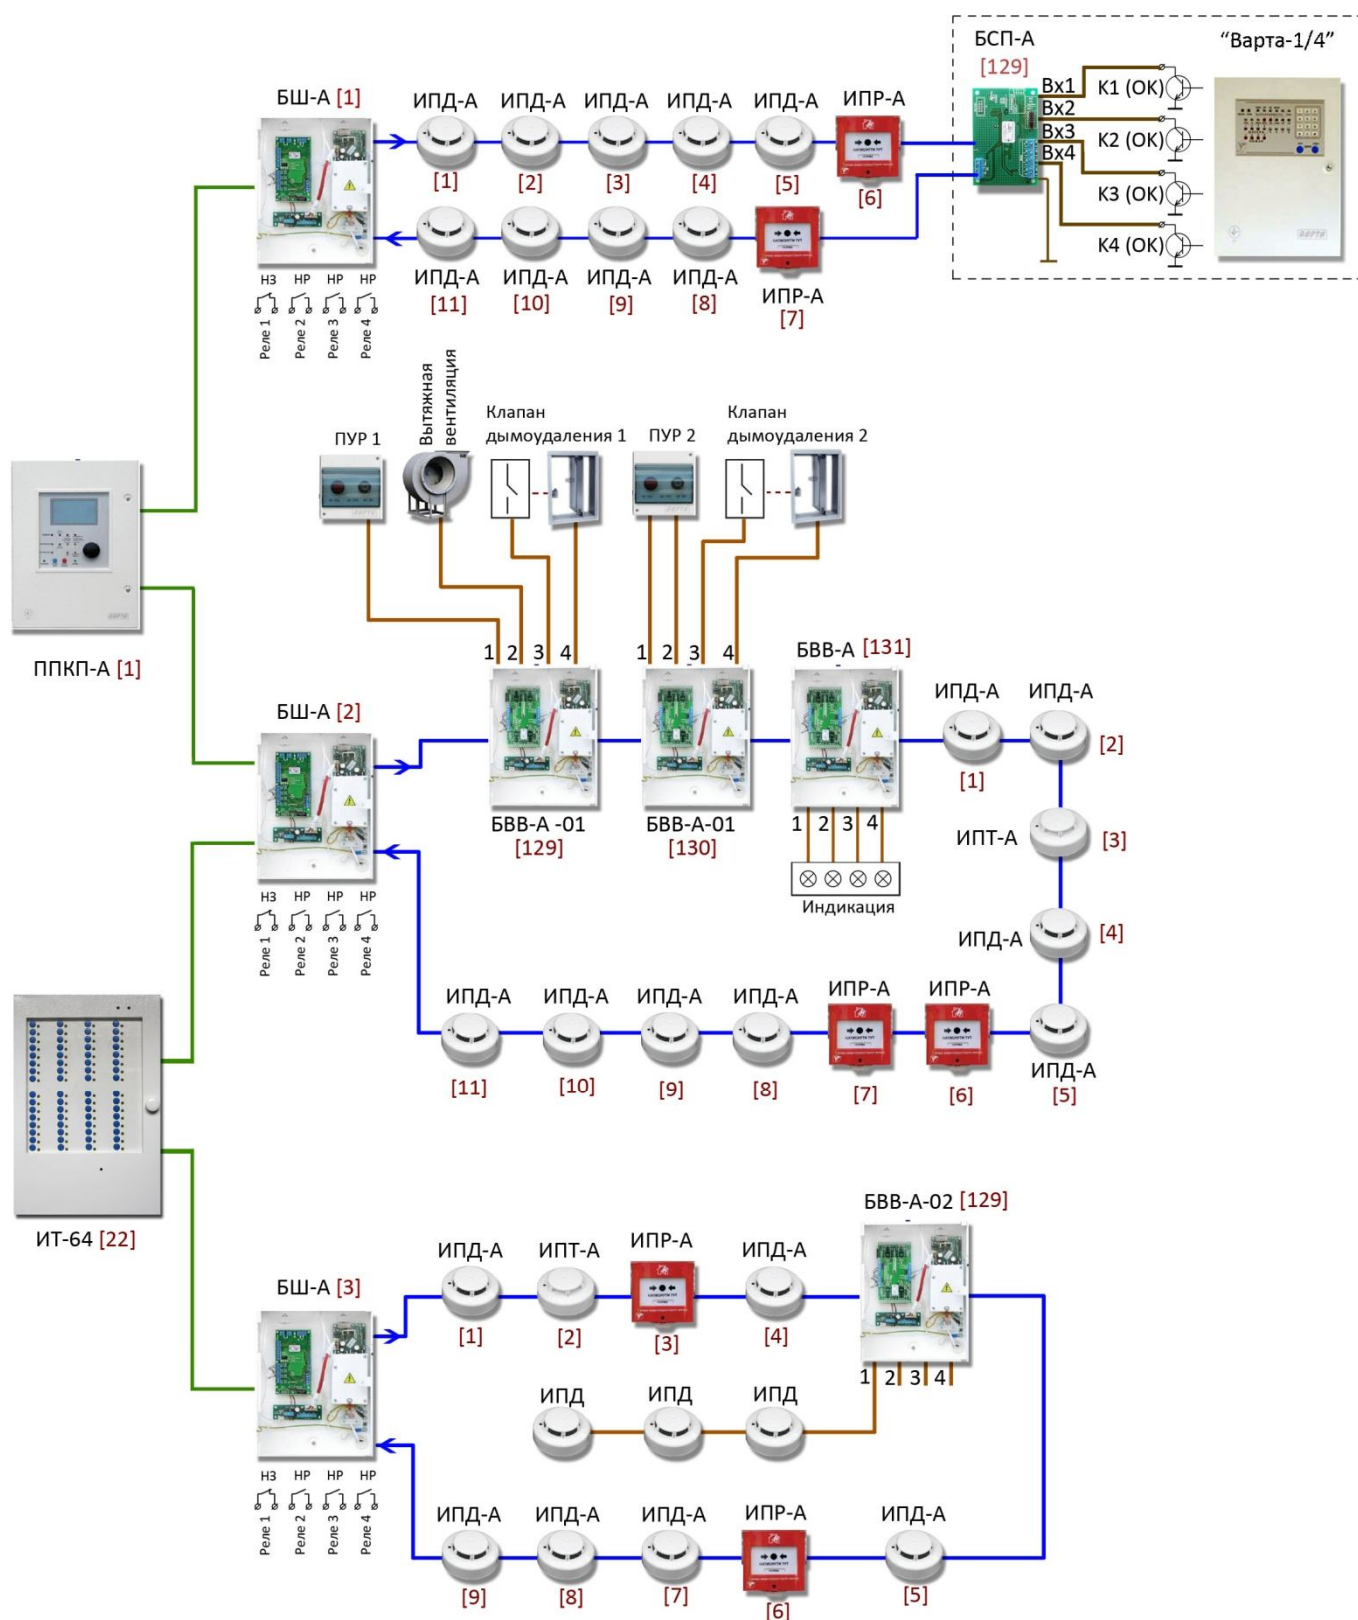 БСП-А
[129]
"Варта-1/4"
Вх1
Вх2
Вх3
Вх4
К1 (ОК)
К2 (ОК)
К3 (ОК)
К4 (ОК)
БШ-А [1]
ИПД-А
[1]
ИПД-А
[2]
ИПД-А
[3]
ИПД-А
[4]
ИПД-А
[5]
ИПР-А
[6]
ИПД-А
[11]
ИПД-А
[10]
ИПД-А
[9]
ИПД-А
[8]
ИПР-А
[7]
НЗ НР НР НР
Реле 1
Реле 2
Реле 3
Реле 4
ПУР 1
Вытяжная
вентиляция
Клапан
дымоудаления 1
ПУР 2
Клапан
дымоудаления 2
ППКП-А [1]
1 2 3 4
БВВ-А -01
[129]
1 2 3 4
БВВ-А-01
[130]
БВВ-А [131]
1 2 3 4
Индикация
БШ-А [2]
НЗ НР НР НР
Реле 1
Реле 2
Реле 3
Реле 4
ИПД-А
[1]
ИПД-А
[2]
ИПТ-А
[3]
ИПД-А
[4]
ИПД-А
[5]
ИПР-А
[6]
ИПР-А
[7]
ИПД-А
[8]
ИПД-А
[9]
ИПД-А
[10]
ИПД-А
[11]
ИТ-64 [22]
БШ-А [3]
НЗ НР НР НР
Реле 1
Реле 2
Реле 3
Реле 4
ИПД-А
[1]
ИПТ-А
[2]
ИПР-А
[3]
ИПД-А
[4]
БВВ-А-02 [129]
1 2 3 4
ИПД
ИПД
ИПД
ИПД-А
[9]
ИПД-А
[8]
ИПД-А
[7]
ИПР-А
[6]
ИПД-А
[5]